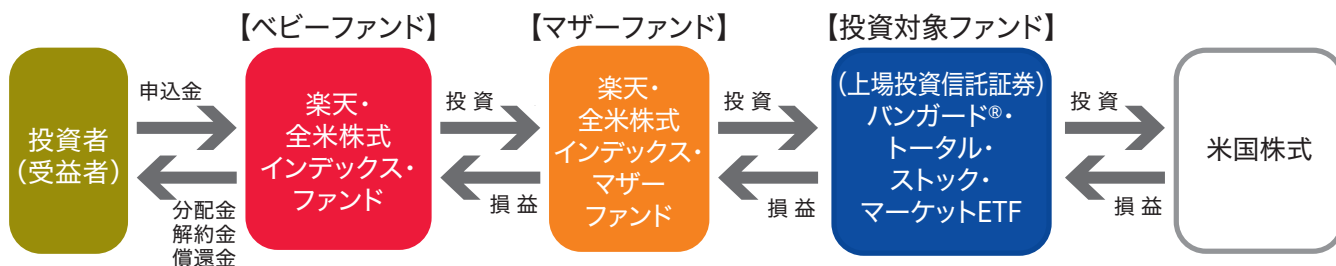 【ベビーファンド】
【マザーファンド】
【投資対象ファンド】
投資者
(受益者)
申込金
分配金
解約金
償還金
楽天・
全米株式
インデックス・
ファンド
投資
損益
楽天・
全米株式
インデックス・
マザー
ファンド
投資
損益
(上場投資信託証券)
バンガード®・
トータル・
ストック・
マーケットETF
投資
損益
米国株式